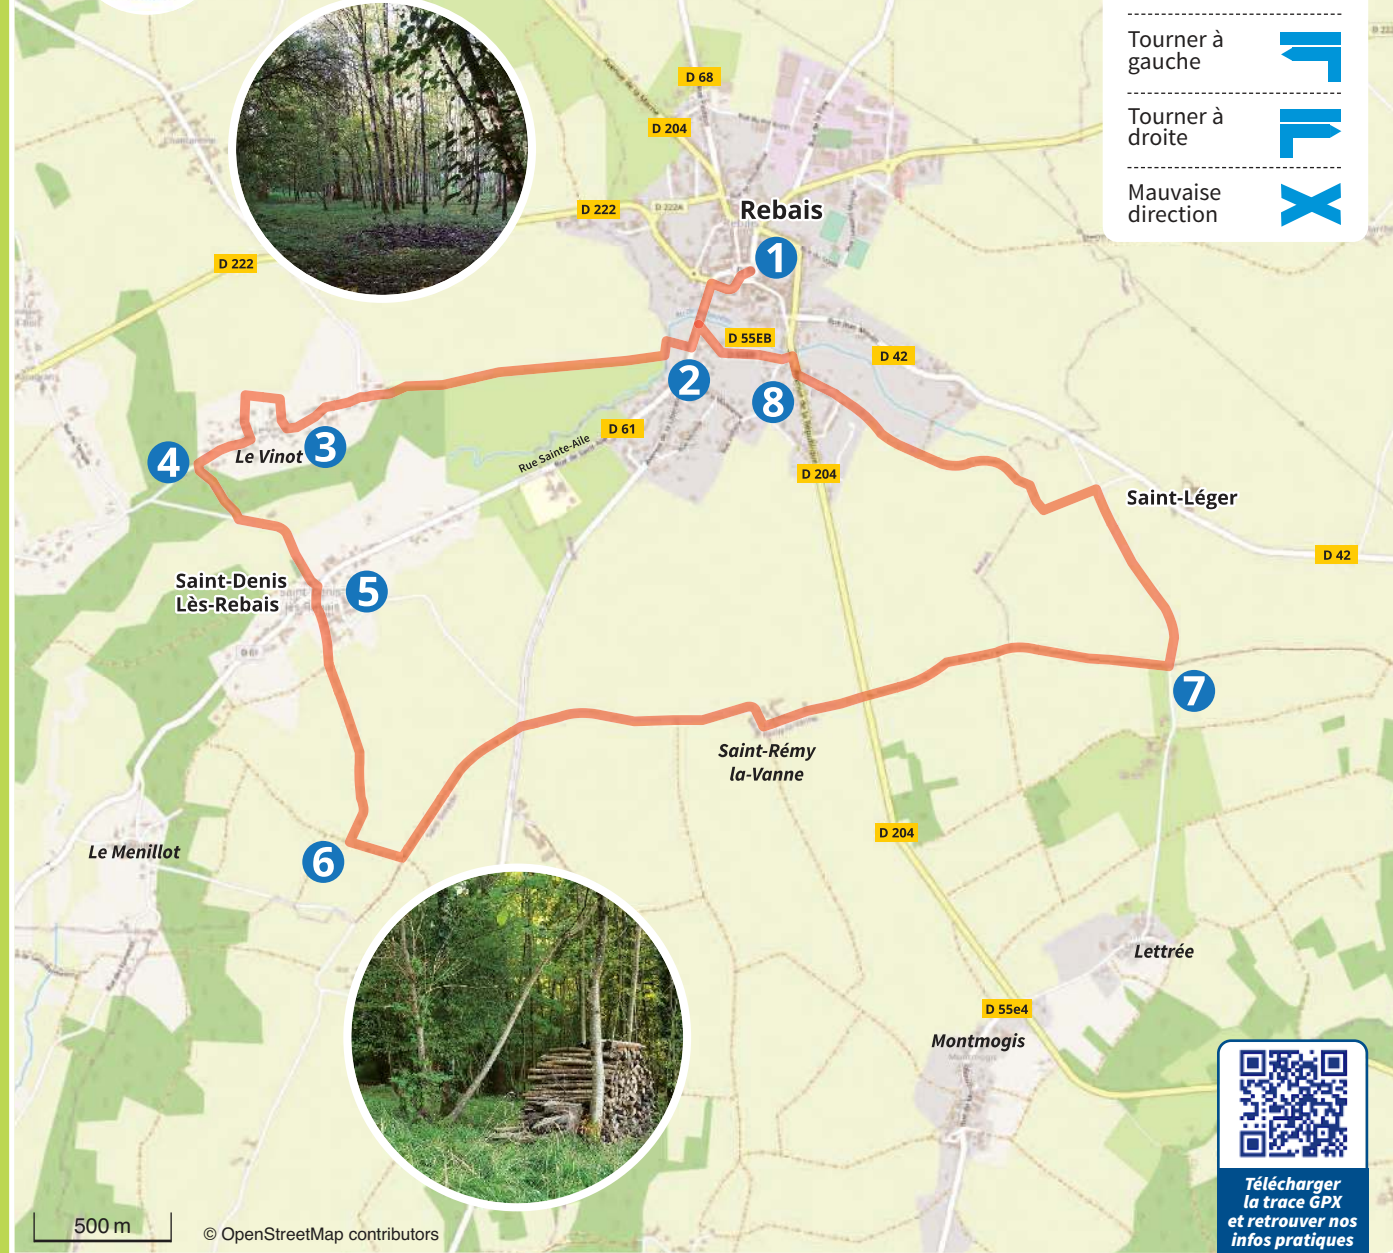 Tourner à
gauche
Tourner à
droite
Mauvaise
direction
D 68
D 204
D 222
D 222A
Rebais
1
D 222
D 55EB
D 42
2
8
D 61
Rue Sainte-Aile
3
Le Vinot
4
D 204
Saint-Léger
D 42
Saint-Denis
Lès-Rebais
5
D 61
7
Saint-Rémy
la-Vanne
D 204
6
Le Menillot
Lettrée
D 55e4
Montmogis
Montmogis
Télécharger
la trace GPX
et retrouver nos
infos pratiques
500 m
© OpenStreetMap contributors